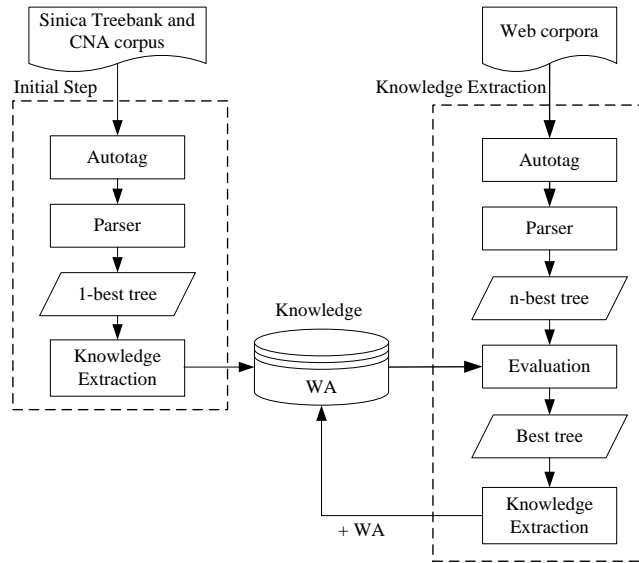 Sinica Treebank and
CNA corpus
Initial Step
Autotag
Parser
1-best tree
Knowledge
Extraction
Knowledge
WA
+ WA
Web corpora
Knowledge Extraction
Autotag
Parser
n-best tree
Evaluation
Best tree
Knowledge
Extraction